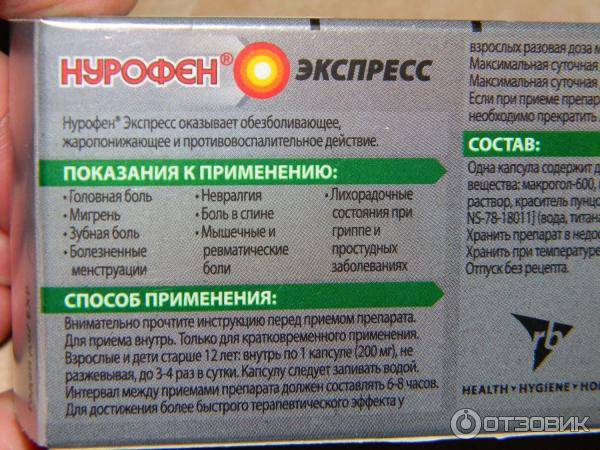 НУРОФЕН® ЭКСПРЕСС
Нурофен® Экспресс оказывает обезболивающее,
жаропонижающее и противовоспалительное действие.
ПОКАЗАНИЯ К ПРИМЕНЕНИЮ:
• Головная боль
• Мигрень
• Зубная боль
• Болезненные
менструации
• Невралгия
• Боль в спине
• Мышечные и
ревматические
боли
• Лихорадочные
состояния при
гриппе и
простудных
заболеваниях
СПОСОБ ПРИМЕНЕНИЯ:
Внимательно прочтите инструкцию перед приемом препарата.
Для приема внутрь. Только для кратковременного применения.
Взрослые и дети старше 12 лет: внутрь по 1 капсуле (200 мг), не
разжевывая, до 3-4 раз в сутки. Капсулу следует запивать водой.
Интервал между приемами препарата должен составлять 6-8 часов.
Для достижения более быстрого терапевтического эффекта у
взрослых разовая доза м
Максимальная суточная
Максимальная суточная
Если при приеме препар
необходимо прекратить
СОСТАВ:
Одна капсула содержит д
вещества: макрогол-600,
раствор, краситель пунцо
NS-78-18011] (вода, титана
Хранить препарат в недос
Хранить при температуре
Отпуск без рецепта.
rb
HEALTH • HYGIENE • HO
ОТЗОВИК